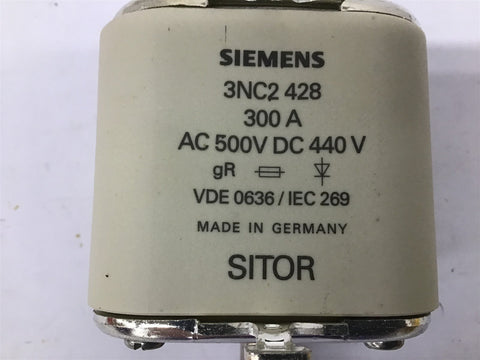 SIEMENS
3NC2 428
300 A
AC 500V DC 440 V
gR
VDE 0636 / IEC 269
MADE IN GERMANY
SITOR